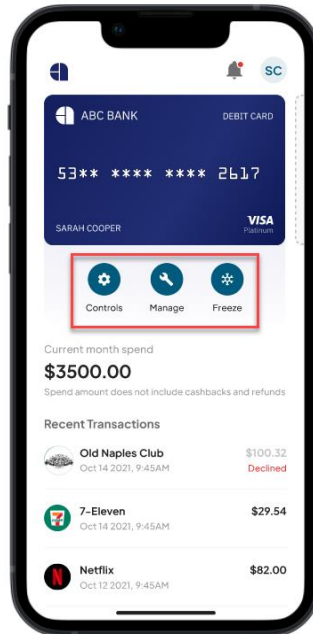 SC
ABC BANK
DEBIT CARD
53** **** **** 2617
SARAH COOPER
VISA
Platinum
Controls
Manage
Freeze
Current month spend
$3500.00
Spend amount does not include cashbacks and refunds
Recent Transactions
Old Naples Club
$100.32
Oct 14 2021, 9:45AM
Declined
7-Eleven
$29.54
Oct 14 2021, 9:45AM
Netflix
$82.00
Oct 12 2021, 9:45AM